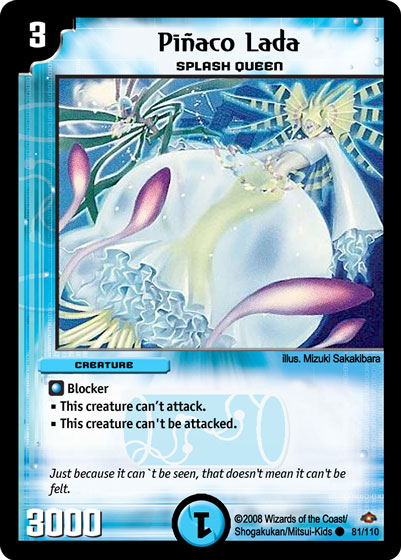 3
Piñaco Lada
SPLASH QUEEN
illus. Mizuki Sakakibara
CREATURE
Blocker
▪ This creature can't attack.
▪ This creature can't be attacked.
Just because it can`t be seen, that doesn't mean it can't be
felt.
3000
1
©2008 Wizards of the Coast/
Shogakukan/Mitsui-Kids ● 81/110